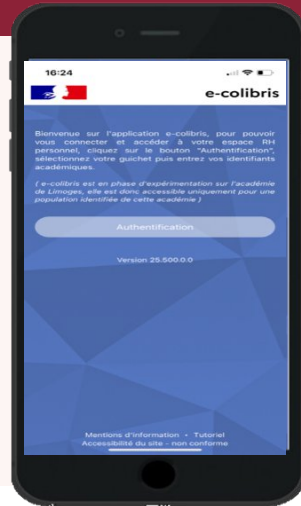 16:24
e-colibris
Bienvenue sur l'application e-colibris, pour pouvoir
vous connecter et accéder à votre espace RH
personnel, cliquez sur le bouton "Authentification",
sélectionnez votre guichet puis entrez vos identifiants
académiques.
( e-colibris est en phase d'expérimentation sur l'académie
de Limoges, elle est donc accessible uniquement pour une
population identifiée de cette académie )
Authentification
Version 25.500.0.0
Mentions d'information • Tutoriel
Accessibilité du site - non conforme